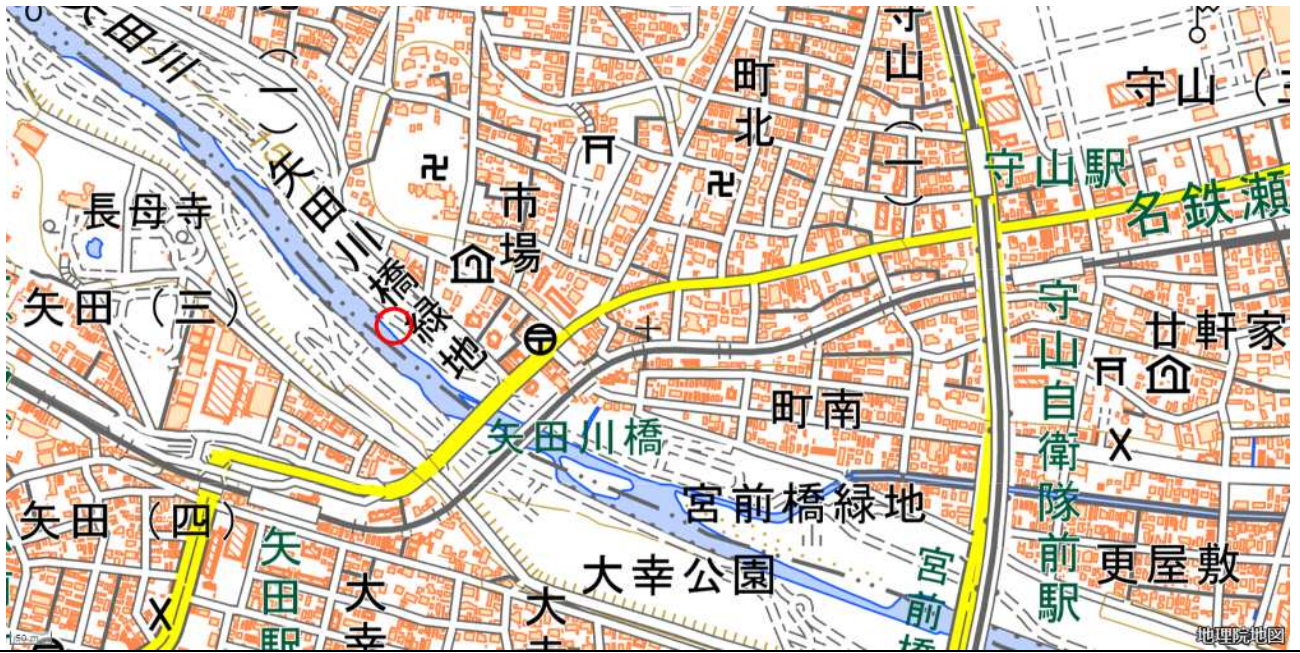 矢田川
(一)
守山(一)
町北
守山(三
守山駅
名鉄瀬
長母寺
市場
矢田川橋緑地
矢田(三)
守山自衛隊前駅
廿軒家
町南
矢田川橋
宮前橋緑地
矢田(四)
矢田駅
大幸
大幸公園
宮前橋
更屋敷
50 m
地理院地図